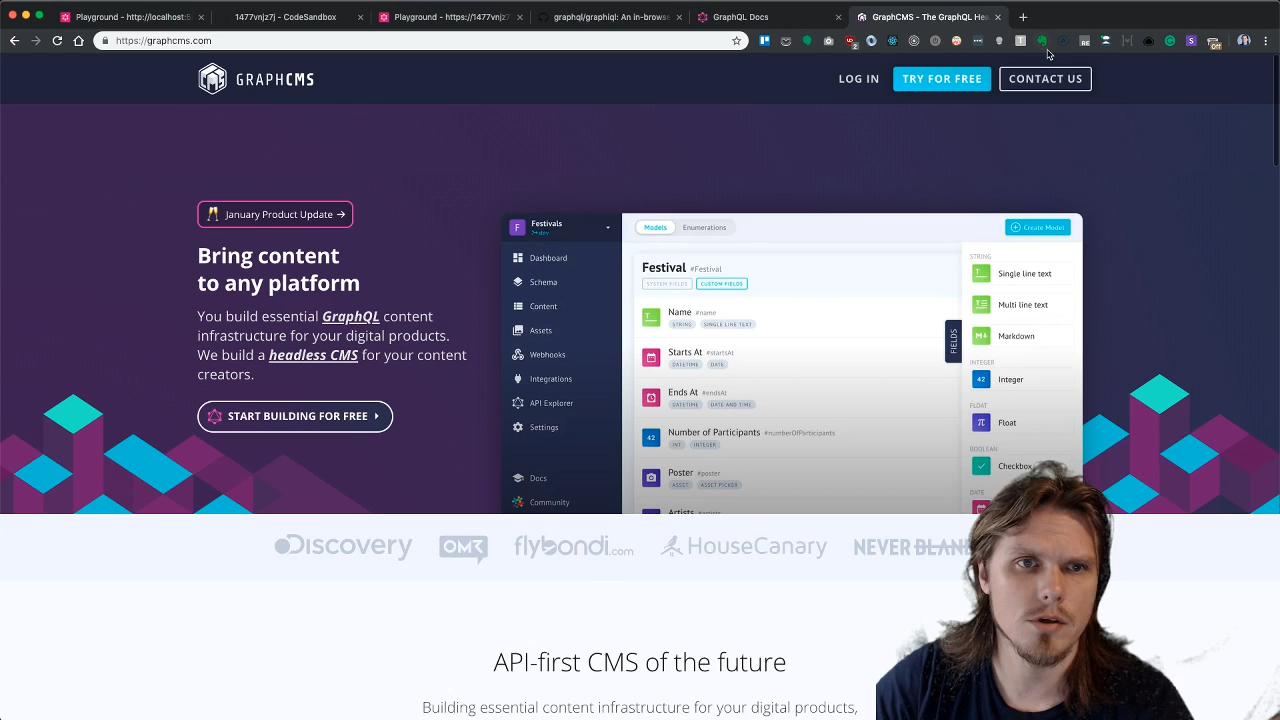 Playground - http://localhost:5
1477vnjz7j - CodeSandbox
Playground - https://1477vnjz7
graphql/graphiql: An in-browse
GraphQL Docs
GraphCMS - The GraphQL He
https://graphcms.com
GRAPHCMS
LOG IN
TRY FOR FREE
CONTACT US
January Product Update →
Bring content
to any platform
You build essential GraphQL content
infrastructure for your digital products.
We build a headless CMS for your content
creators.
START BUILDING FOR FREE
F
Festivals
dev
Dashboard
Schema
Content
Assets
Webhooks
Integrations
API Explorer
Settings
Docs
Community
Models
Enumerations
Create Model
Festival #Festival
SYSTEM FIELDS
CUSTOM FIELDS
Name #name
STRING
SINGLE LINE TEXT
Starts At #startsAt
DATETIME
DATE
Ends At #endsAt
DATETIME
DATE AND TIME
42
Number of Participants #numberOfParticipants
INT
INTEGER
Poster #poster
ASSET
ASSET PICKER
FIELDS
STRING
Single line text
Multi line text
Markdown
INTEGER
42
Integer
FLOAT
Float
BOOLEAN
Checkbox
DATE
Discovery
OMR
flybondi.com
HouseCanary
NEVER BLAN
API-first CMS of the future
Building essential content infrastructure for your digital products,